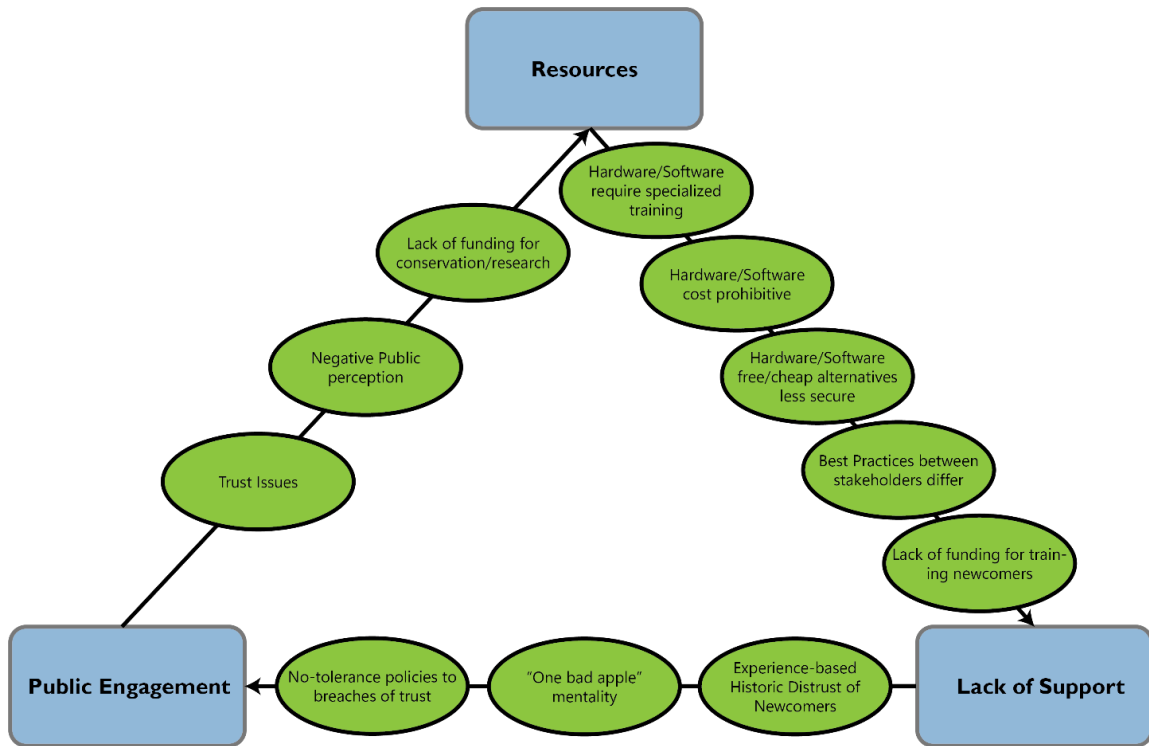 Resources
Hardware/Software
require specialized
training
Lack of funding for
conservation/research
Hardware/Software
cost prohibitive
Negative Public
perception
Hardware/Software
free/cheap alternatives
less secure
Trust Issues
Best Practices between
stakeholders differ
Lack of funding for train-
ing newcomers
Public Engagement
No-tolerance policies to
breaches of trust
"One bad apple"
mentality
Experience-based
Historic Distrust of
Newcomers
Lack of Support